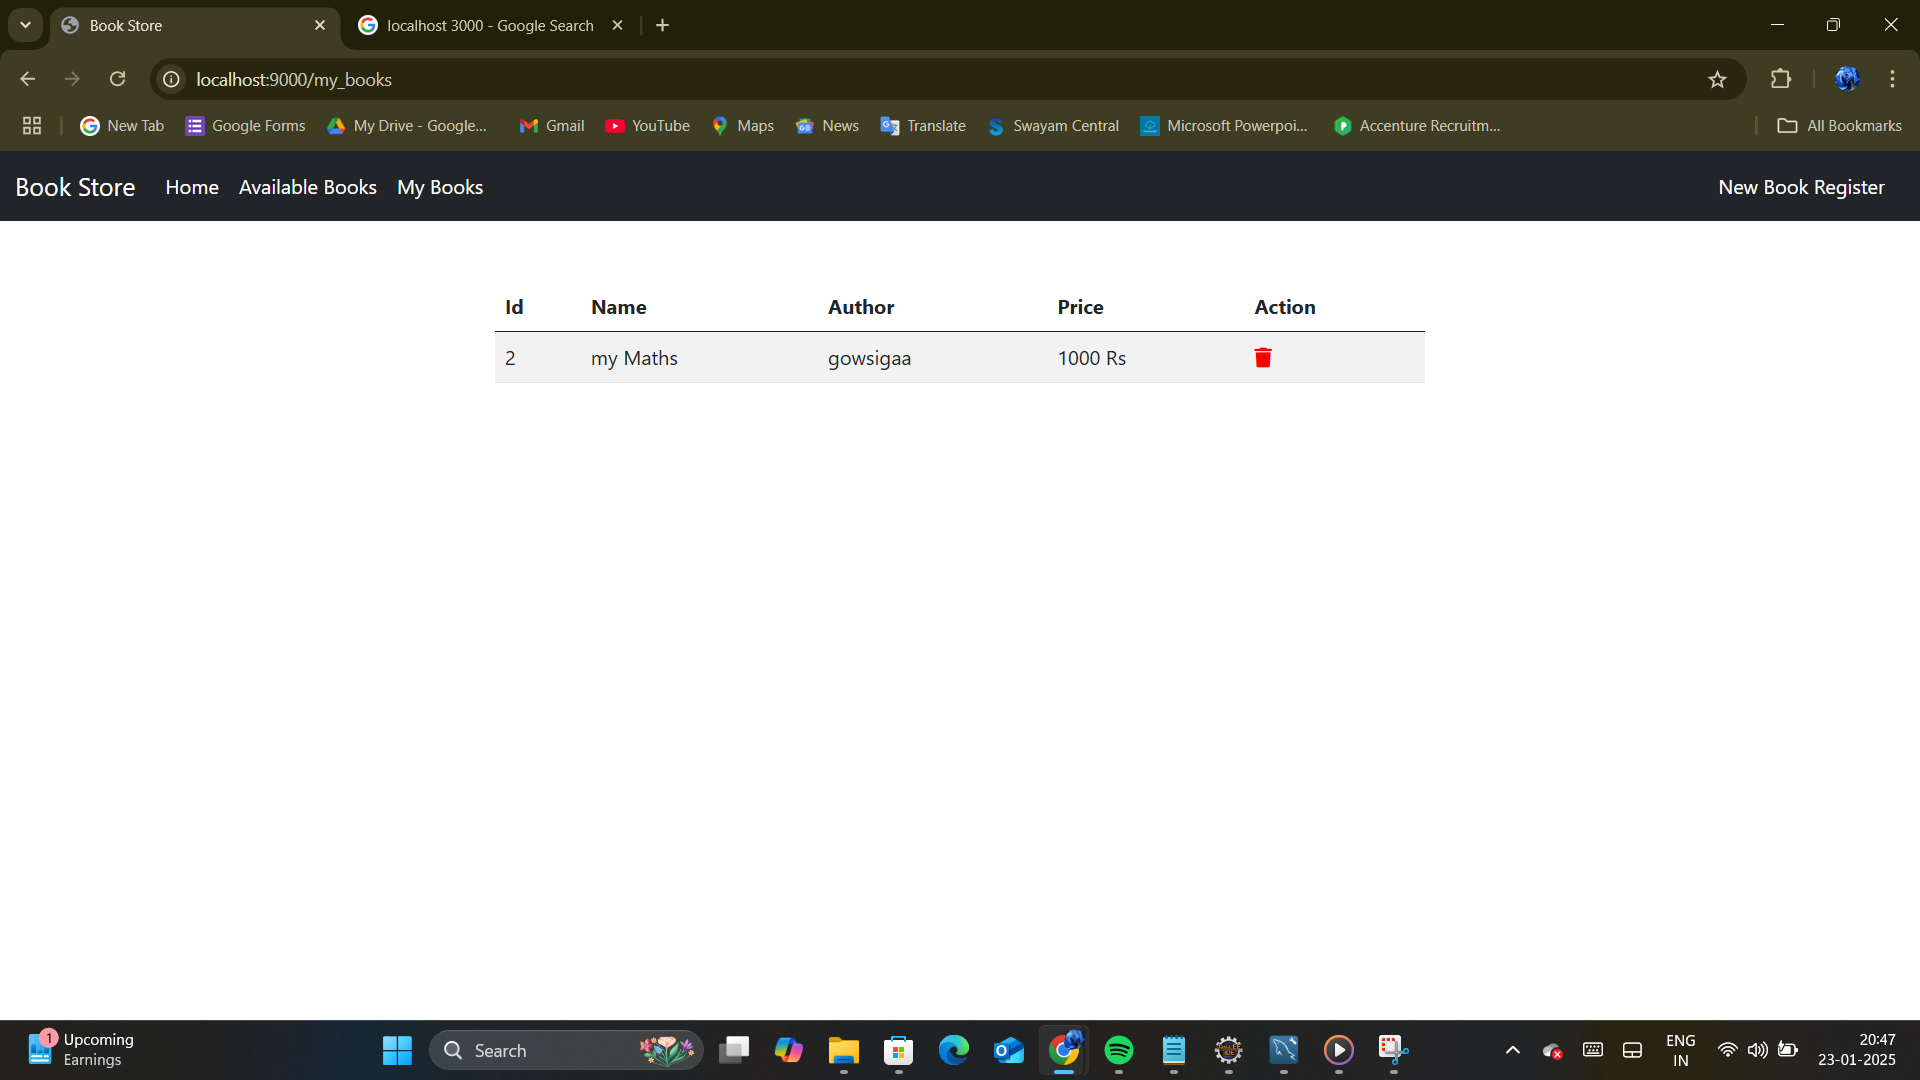 Book Store
localhost 3000 - Google Search
localhost:9000/my_books
New Tab
Google Forms
My Drive - Google...
Gmail
YouTube
Maps
News
Translate
Swayam Central
Microsoft Powerpoi...
Accenture Recruitm...
All Bookmarks
Book Store Home Available Books My Books New Book Register
Id Name Author Price Action
2 my Maths gowsigaa 1000 Rs
1
Upcoming
Earnings
Search
ENG
IN
20:47
23-01-2025